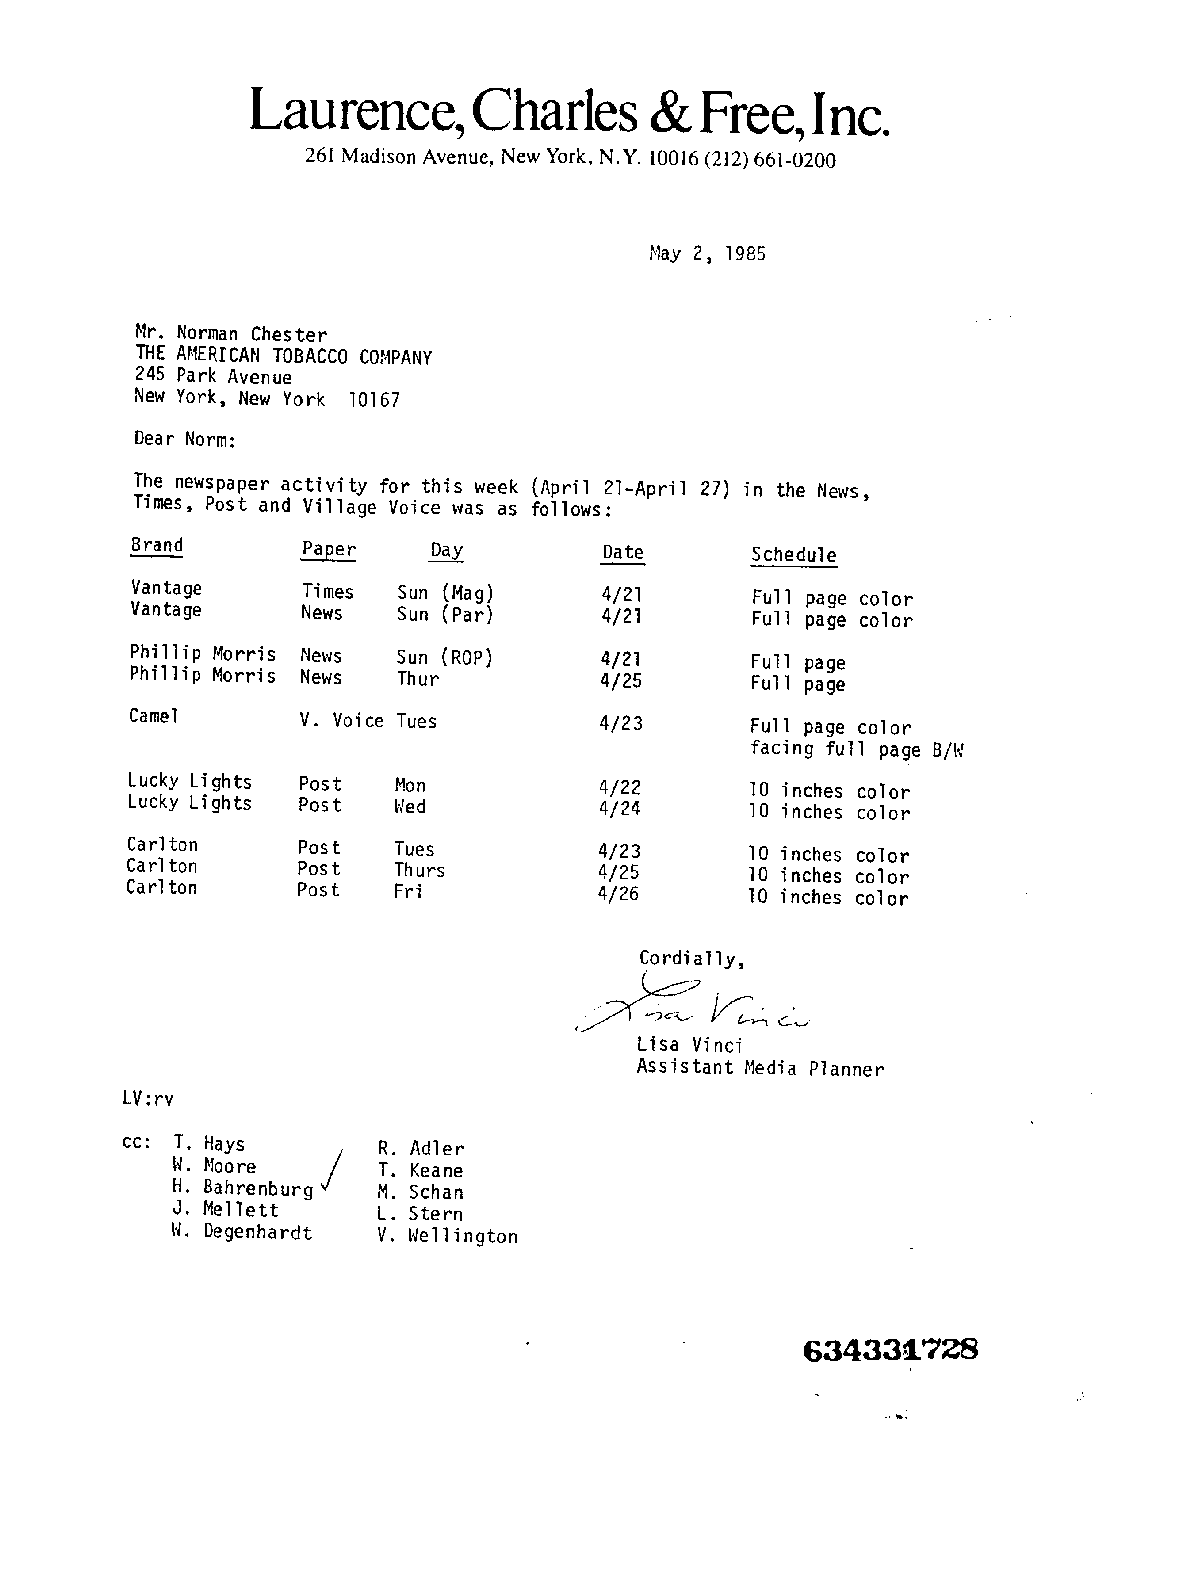 Laurence, Charles & Free, Inc.
261 Madison Avenue, New York, N.Y. 10016 (212) 661-0200
May 2, 1985
Mr. Norman Chester
THE AMERICAN TOBACCO COMPANY
245 Park Avenue
New York, New York 10167
Dear Norm:
The newspaper activity for this week (April 21-April 27) in the News,
Times, Post and Village Voice was as follows:
Brand Paper Day Date Schedule
Vantage Times Sun (Mag) 4/21 Full page color
Vantage News Sun (Par) 4/21 Full page color
Phillip Morris News Sun (ROP) 4/21 Full page
Phillip Morris News Thur 4/25 Full page
Camel V. Voice Tues 4/23 Full page color
facing full page B/W
Lucky Lights Post Mon 4/22 10 inches color
Lucky Lights Post Wed 4/24 10 inches color
Carlton Post Tues 4/23 10 inches color
Carlton Post Thurs 4/25 10 inches color
Carlton Post Fri 4/26 10 inches color
Cordially,
Lisa Vinci
Lisa Vinci
Assistant Media Planner
LV:rv
cc: T. Hays R. Adler
W. Moore T. Keane
H. Bahrenburg ✓ M. Schan
J. Mellett L. Stern
W. Degenhardt V. Wellington
634331728